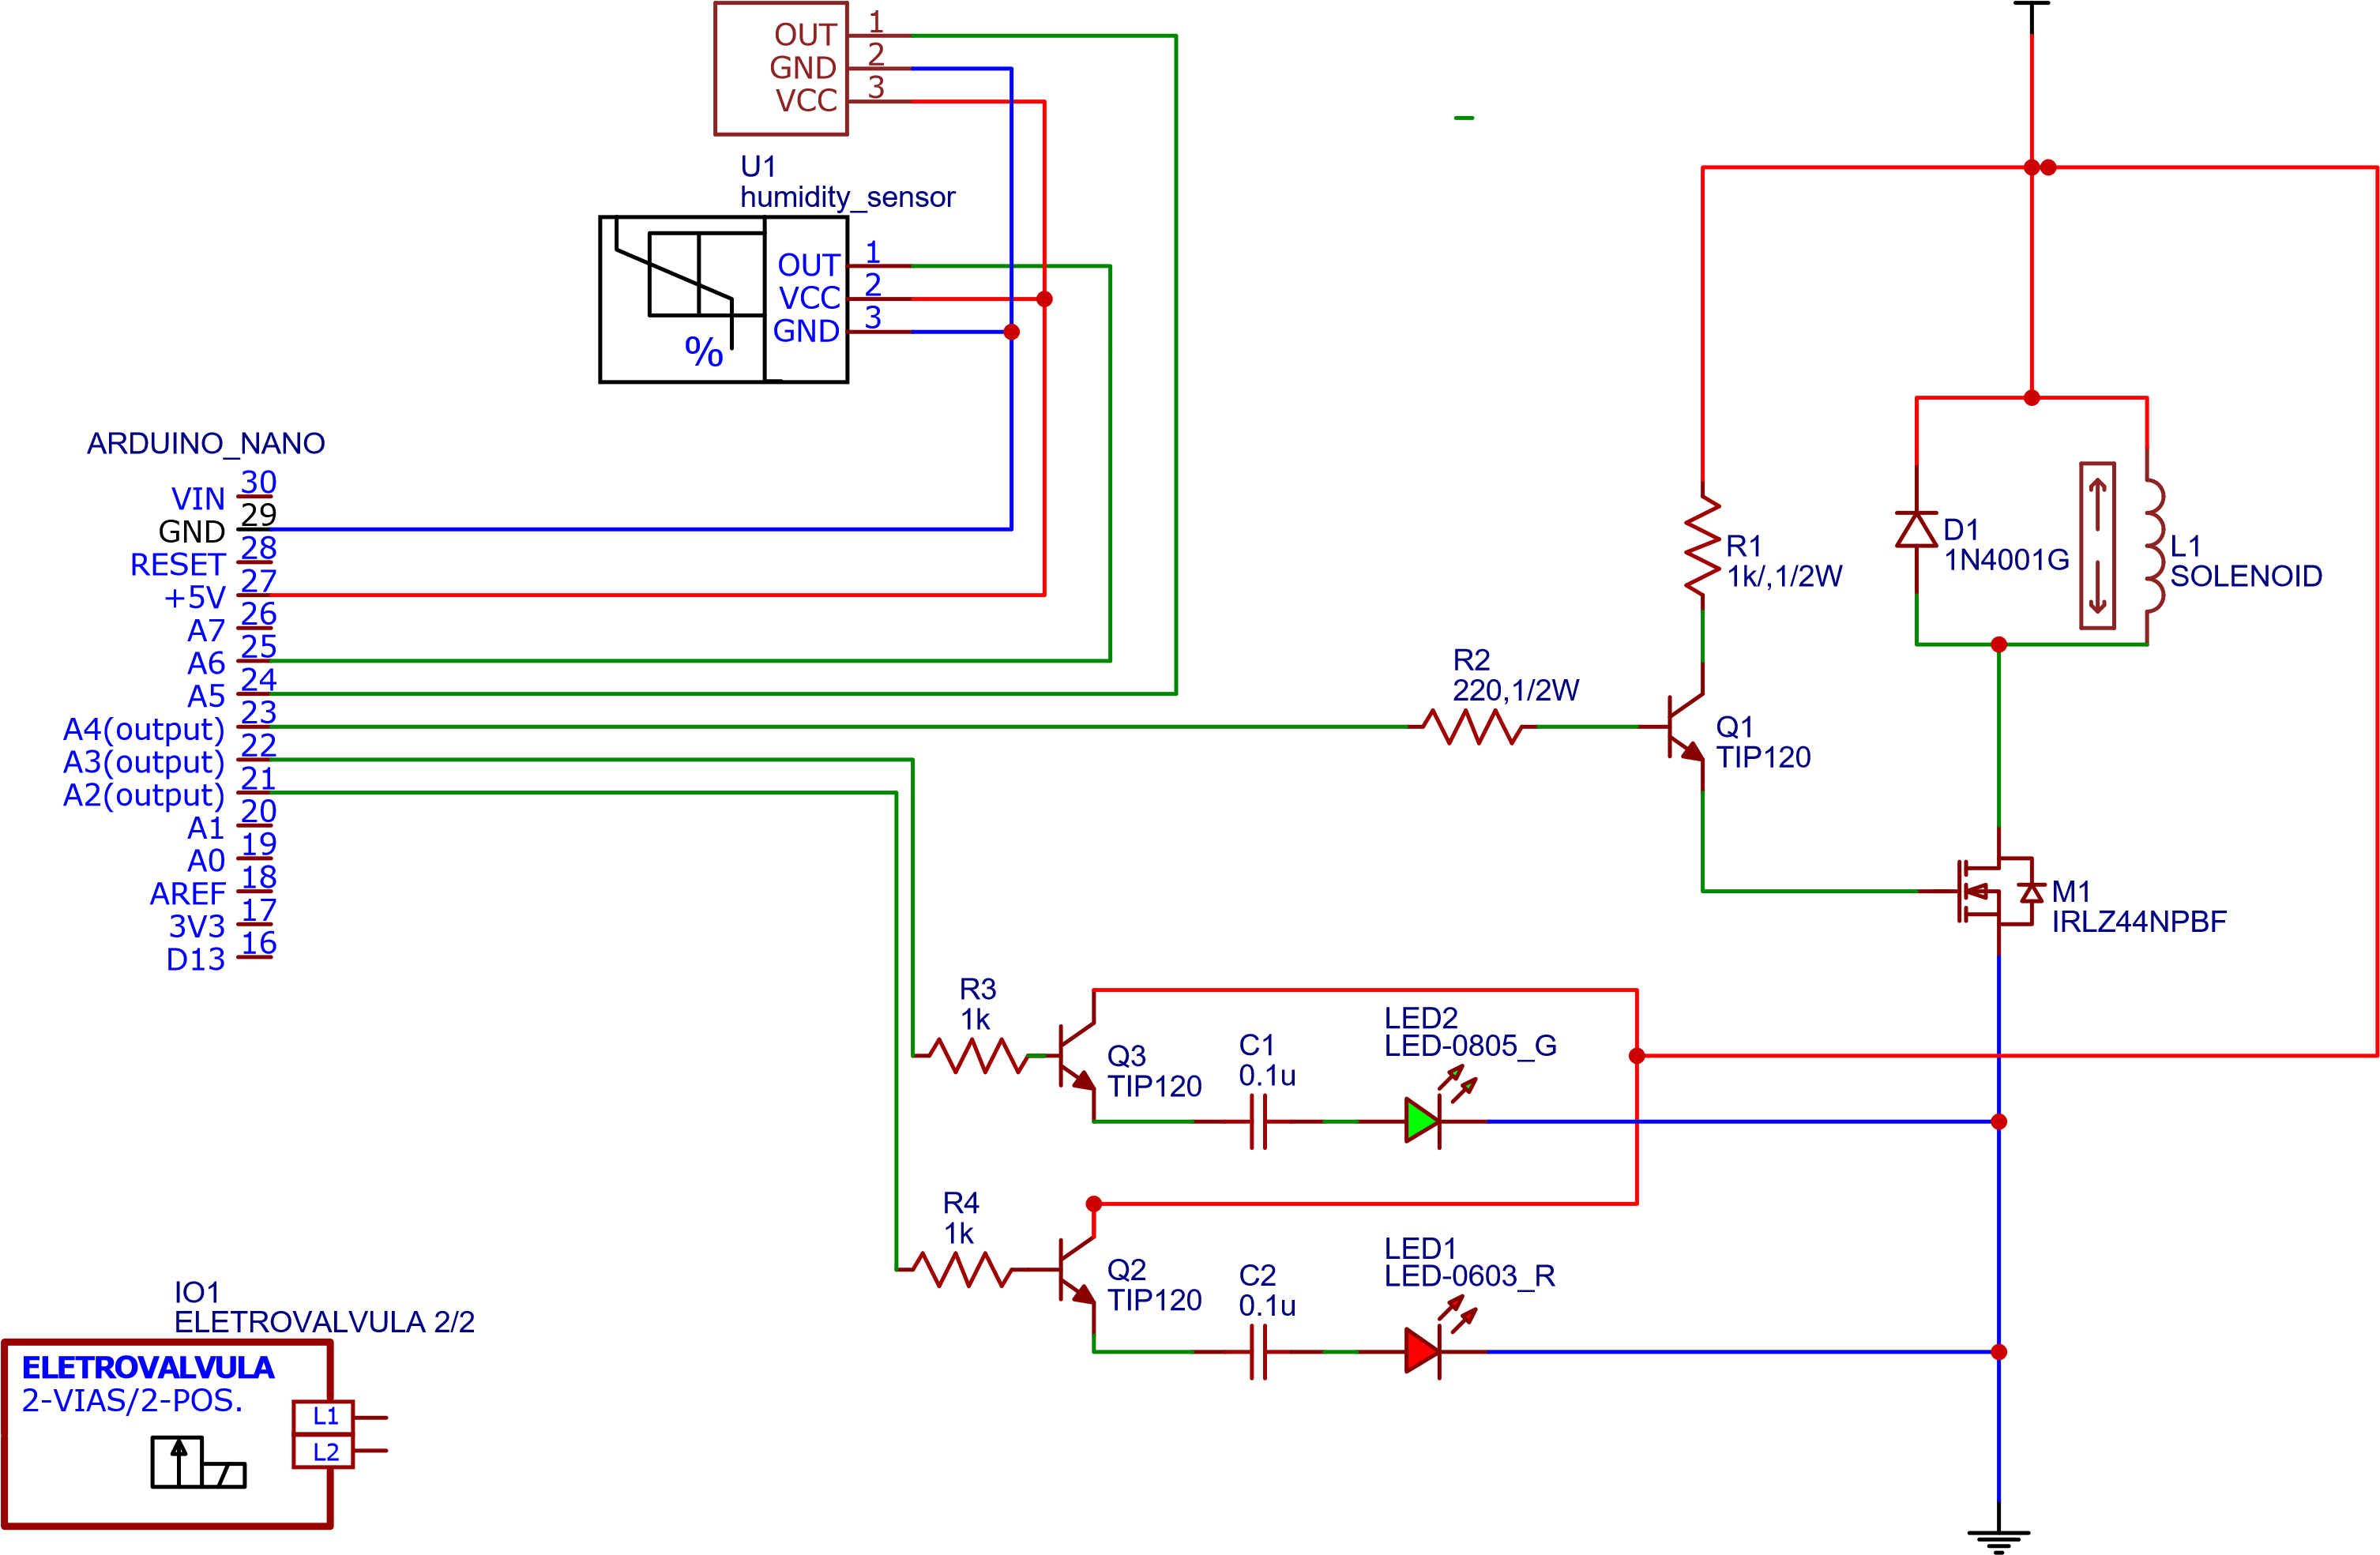 OUT 1
GND 2
VCC 3
U1
humidity_sensor
OUT 1
VCC 2
GND 3
%
ARDUINO_NANO
VIN 30
GND 29
RESET 28
+5V 27
A7 26
A6 25
A5 24
A4(output) 23
A3(output) 22
A2(output) 21
A1 20
A0 19
AREF 18
3V3 17
D13 16
R1
1k/,1/2W
D1
1N4001G
L1
SOLENOID
R2
220,1/2W
Q1
TIP120
M1
IRLZ44NPBF
R3
1k
Q3
TIP120
C1
0.1u
LED2
LED-0805_G
R4
1k
Q2
TIP120
C2
0.1u
LED1
LED-0603_R
IO1
ELETROVALVULA 2/2
ELETROVALVULA
2-VIAS/2-POS.
L1
L2